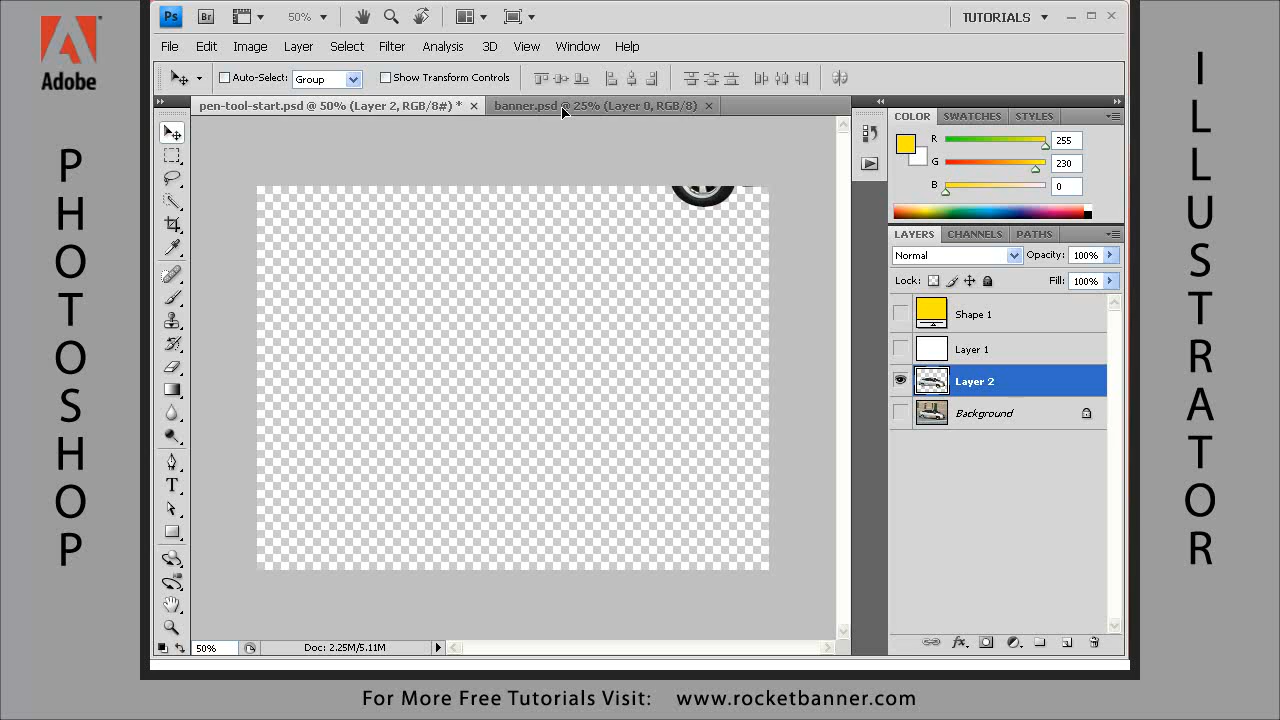 Adobe
PHOTOSHOP
Ps
Br
50%
TUTORIALS
File Edit Image Layer Select Filter Analysis 3D View Window Help
Auto-Select: Group Show Transform Controls
pen-tool-start.psd @ 50% (Layer 2, RGB/8#) *
banner.psd @ 25% (Layer 0, RGB/8)
COLOR SWATCHES STYLES
R 255
G 230
B 0
LAYERS CHANNELS PATHS
Normal Opacity: 100%
Lock: Fill: 100%
Shape 1
Layer 1
Layer 2
Background
T
50% Doc: 2.25M/5.11M
ILLUSTRATOR
For More Free Tutorials Visit: www.rocketbanner.com